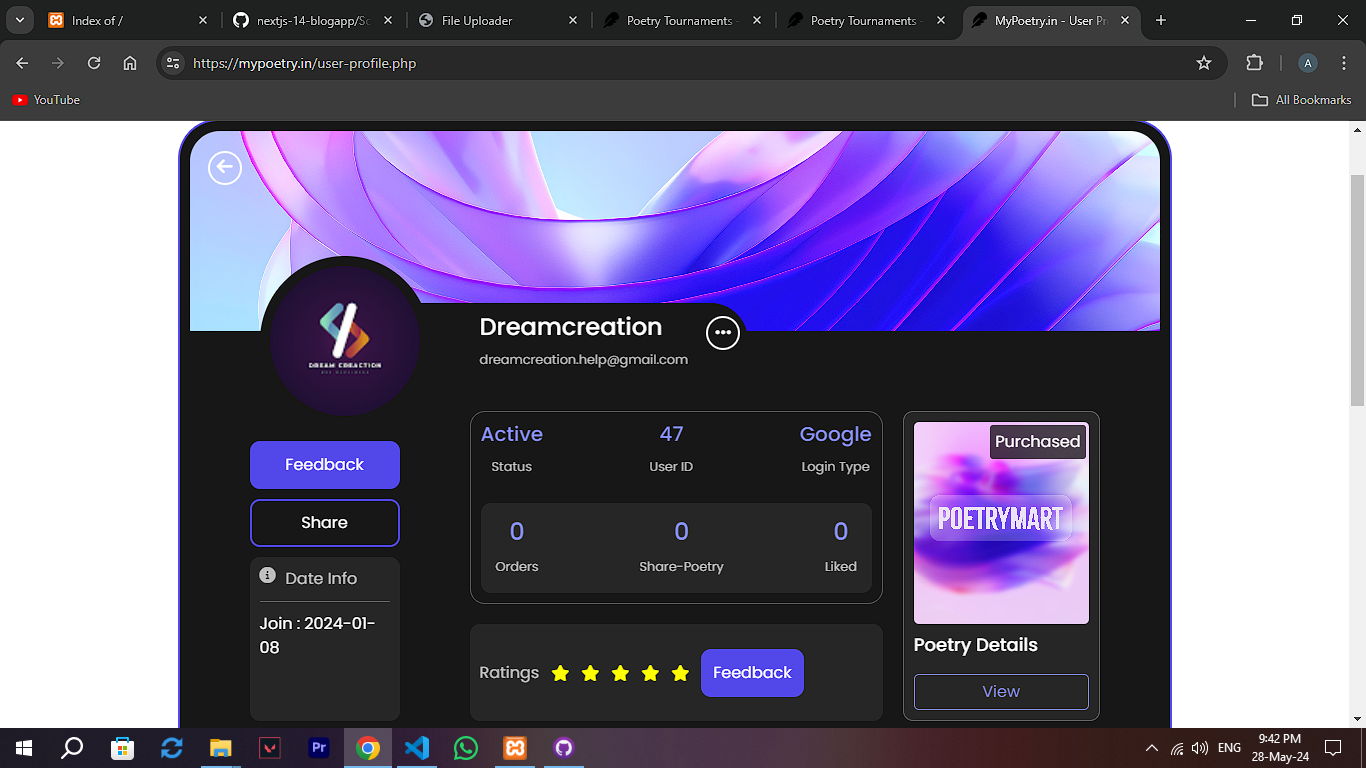 Index of /
nextjs-14-blogapp/Sc
File Uploader
Poetry Tournaments -
Poetry Tournaments -
MyPoetry.in - User Pr
https://mypoetry.in/user-profile.php
A
YouTube
All Bookmarks
Dreamcreation
dreamcreation.help@gmail.com
DREAM CREACTION
Feedback
Share
Date Info
Join : 2024-01-
08
Active
47
Google
Status
User ID
Login Type
0
0
0
Orders
Share-Poetry
Liked
Ratings
Feedback
Purchased
POETRYMART
Poetry Details
View
Pr
ENG
9:42 PM
28-May-24